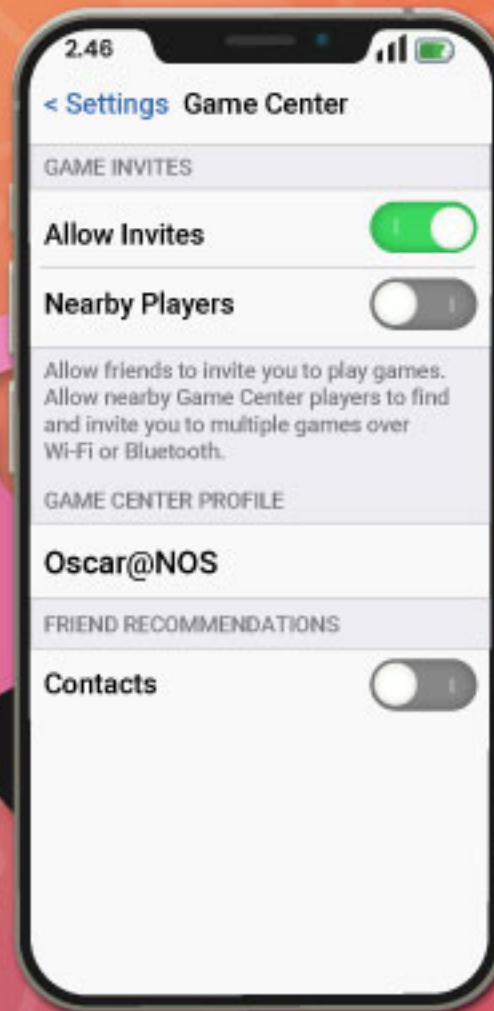 2.46
< Settings Game Center
GAME INVITES
Allow Invites
Nearby Players
Allow friends to invite you to play games.
Allow nearby Game Center players to find
and invite you to multiple games over
Wi-Fi or Bluetooth.
GAME CENTER PROFILE
Oscar@NOS
FRIEND RECOMMENDATIONS
Contacts